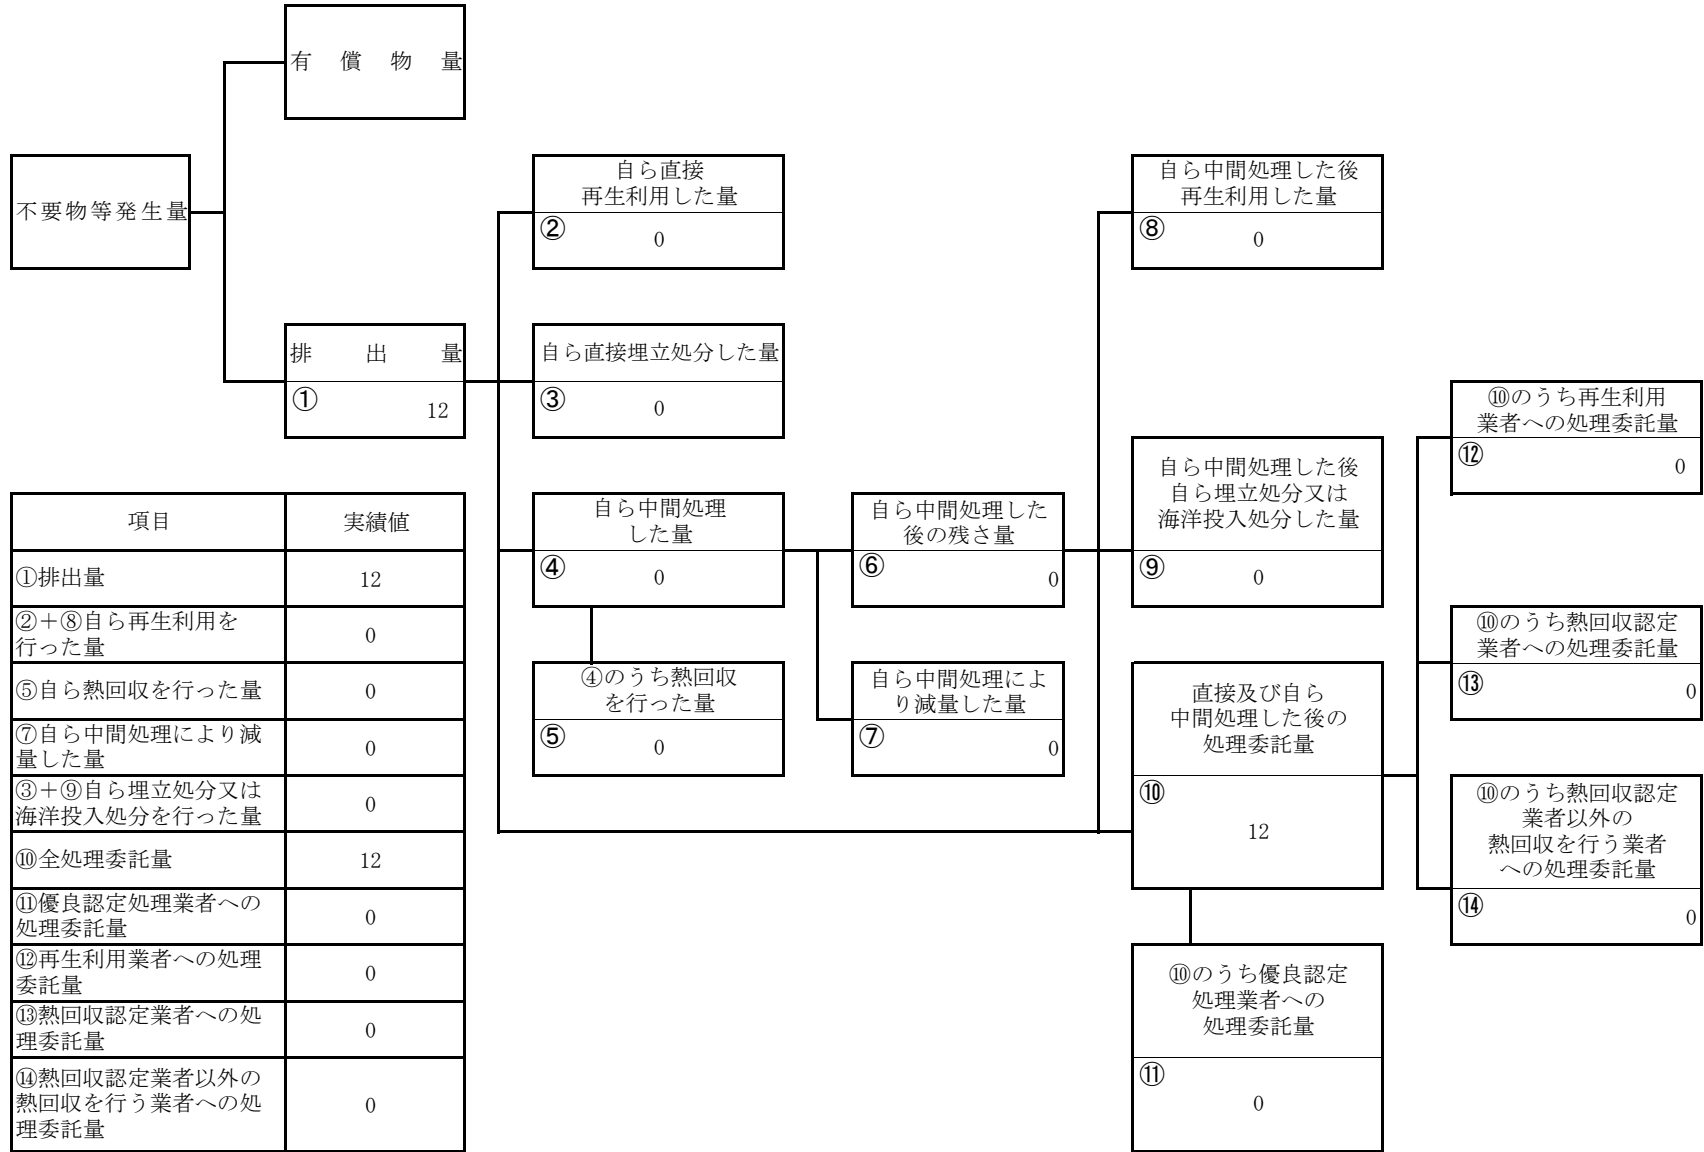 有償物量
不要物等発生量
排出量
①
12
自ら直接
再生利用した量
②
0
自ら直接埋立処分した量
③
0
自ら中間処理
した量
④
0
④のうち熱回収
を行った量
⑤
0
自ら中間処理した
後の残さ量
⑥
0
自ら中間処理によ
り減量した量
⑦
0
自ら中間処理した後
再生利用した量
⑧
0
自ら中間処理した後
自ら埋立処分又は
海洋投入処分した量
⑨
0
直接及び自ら
中間処理した後の
処理委託量
⑩
12
⑩のうち優良認定
処理業者への
処理委託量
⑪
0
⑩のうち再生利用
業者への処理委託量
⑫
0
⑩のうち熱回収認定
業者への処理委託量
⑬
0
⑩のうち熱回収認定
業者以外の
熱回収を行う業者
への処理委託量
⑭
0
項目 実績値
①排出量 12
②＋⑧自ら再生利用を
行った量 0
⑤自ら熱回収を行った量 0
⑦自ら中間処理により減
量した量 0
③＋⑨自ら埋立処分又は
海洋投入処分を行った量 0
⑩全処理委託量 12
⑪優良認定処理業者への
処理委託量 0
⑫再生利用業者への処理
委託量 0
⑬熱回収認定業者への処
理委託量 0
⑭熱回収認定業者以外の
熱回収を行う業者への処
理委託量 0